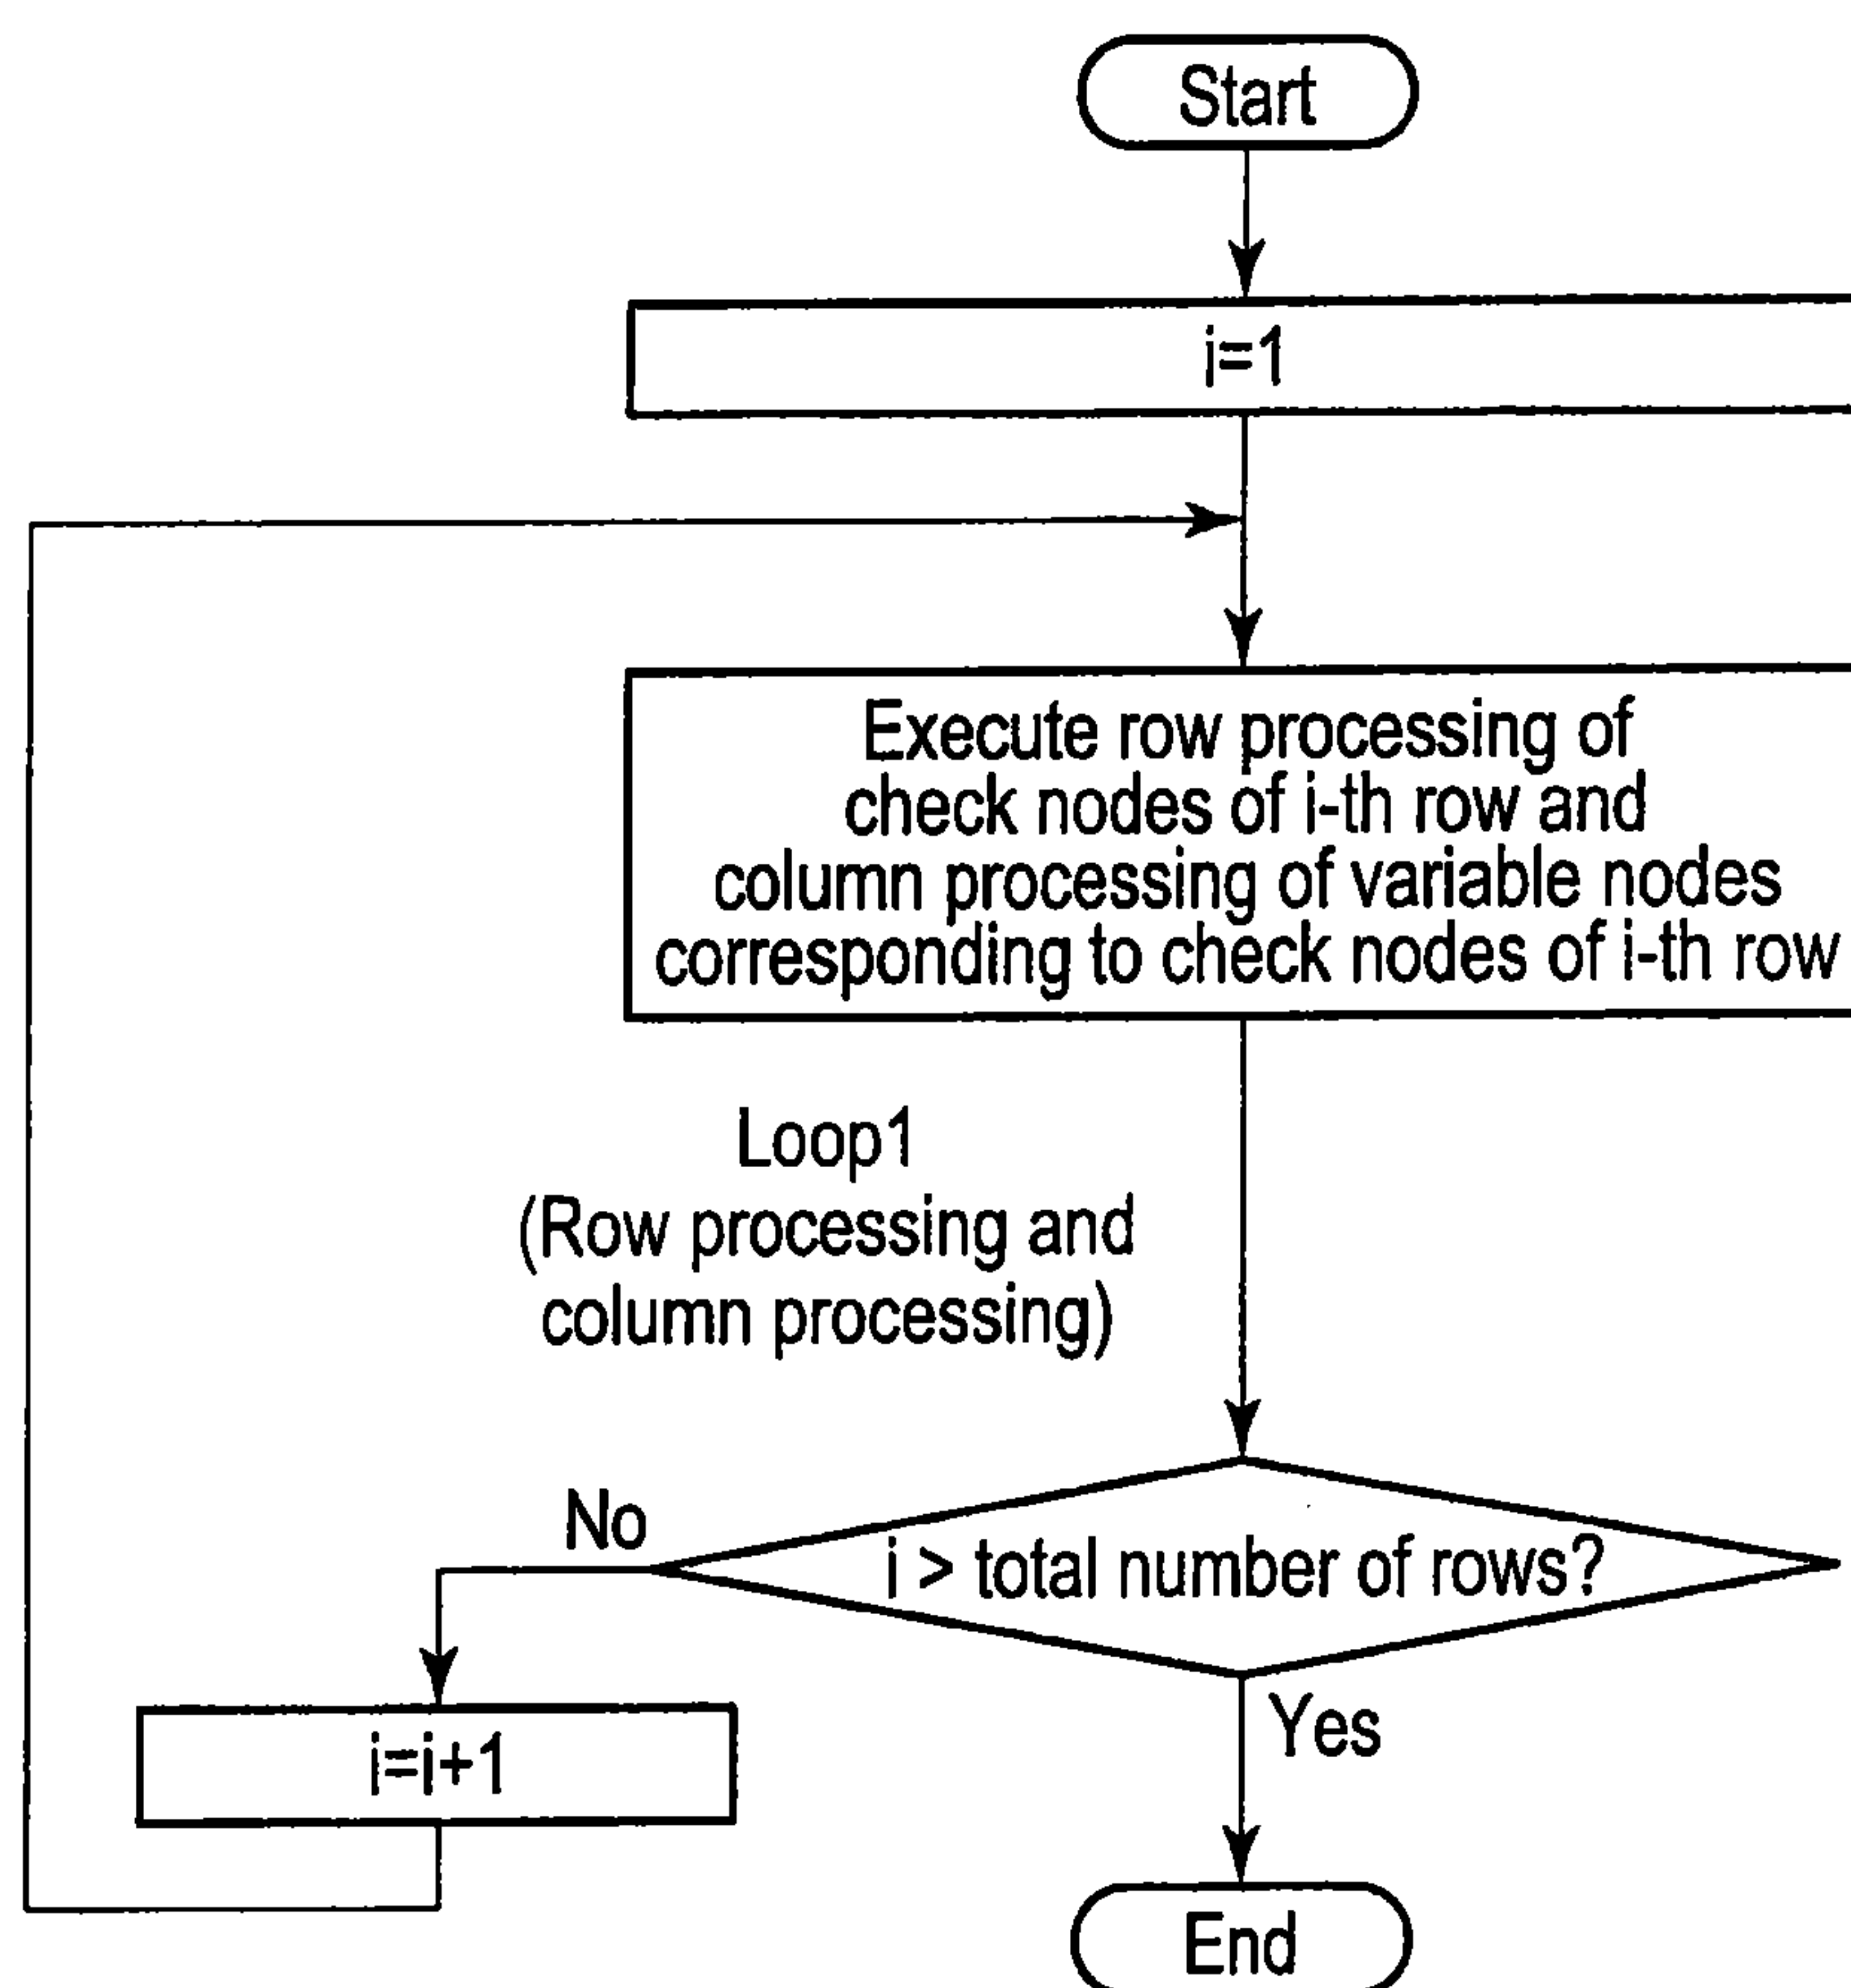 Start
i=1
Execute row processing of
check nodes of i-th row and
column processing of variable nodes
corresponding to check nodes of i-th row
Loop1
(Row processing and
column processing)
No
i > total number of rows?
Yes
i=i+1
End